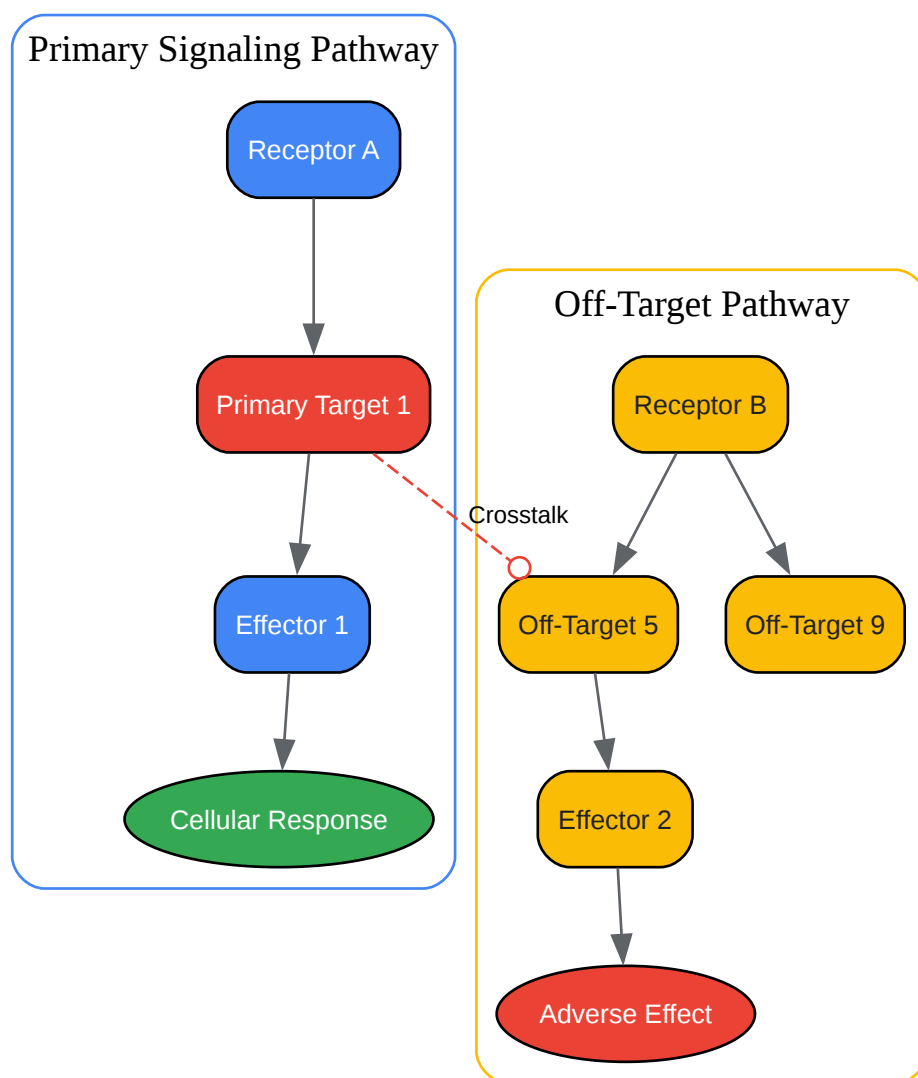 Primary Signaling Pathway
Receptor A
Primary Target 1
Effector 1
Cellular Response
Crosstalk
Off-Target Pathway
Receptor B
Off-Target 5
Off-Target 9
Effector 2
Adverse Effect